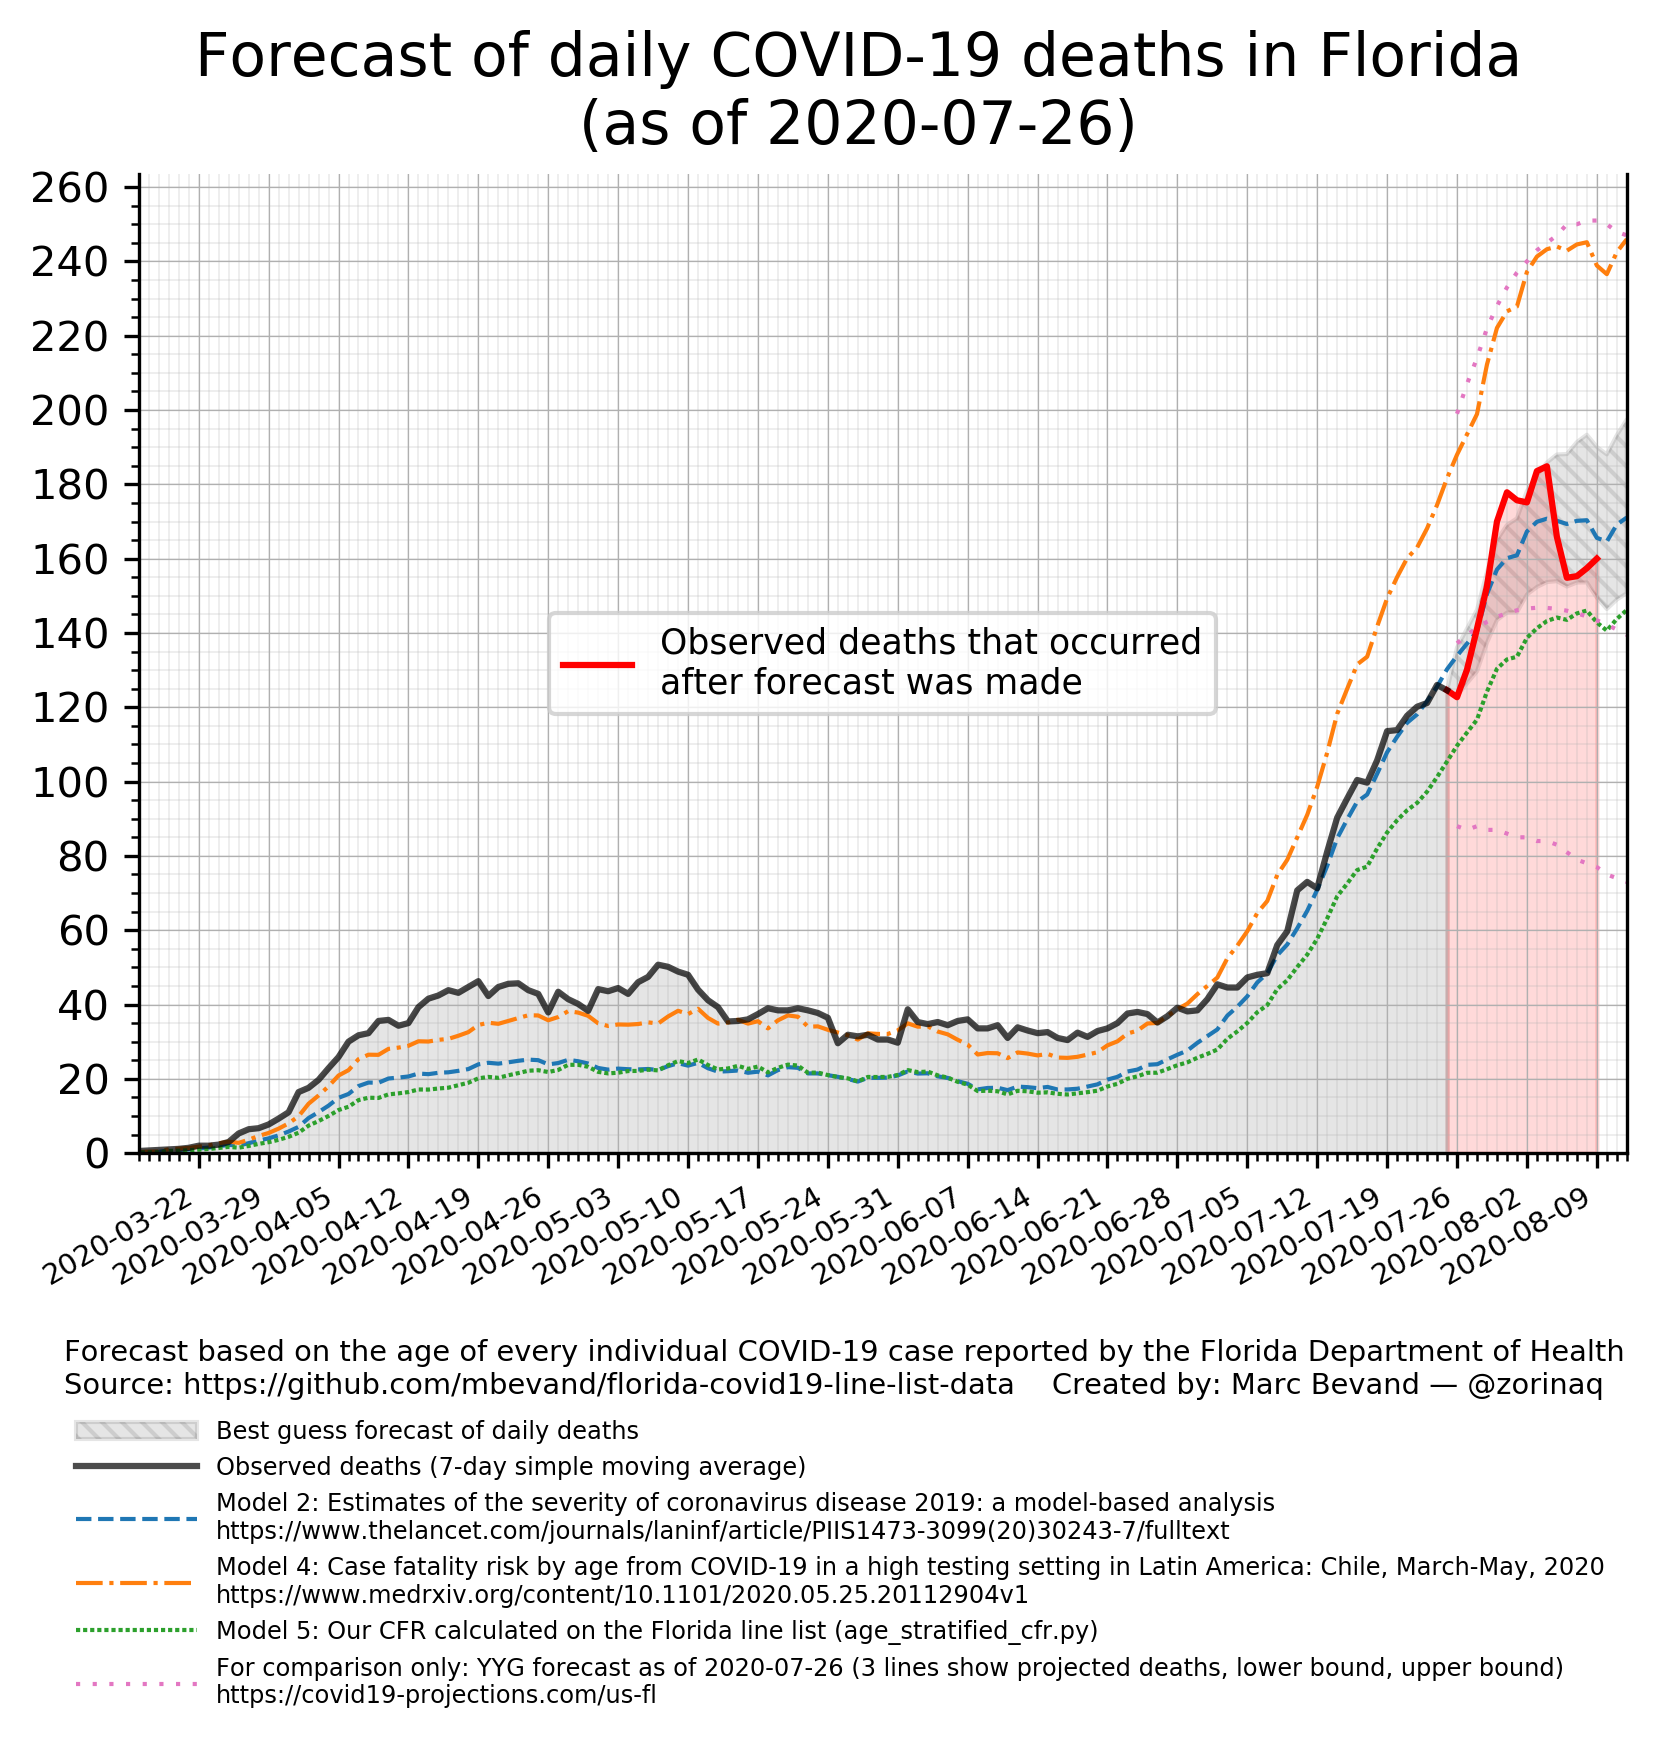 Forecast of daily COVID-19 deaths in Florida
(as of 2020-07-26)
260
240
220
200
180
160
140
120
100
80
60
40
20
0
Observed deaths that occurred
after forecast was made
2020-03-22
2020-03-29
2020-04-05
2020-04-12
2020-04-19
2020-04-26
2020-05-03
2020-05-10
2020-05-17
2020-05-24
2020-05-31
2020-06-07
2020-06-14
2020-06-21
2020-06-28
2020-07-05
2020-07-12
2020-07-19
2020-07-26
2020-08-02
2020-08-09
Forecast based on the age of every individual COVID-19 case reported by the Florida Department of Health
Source: https://github.com/mbevand/florida-covid19-line-list-data    Created by: Marc Bevand — @zorinaq
Best guess forecast of daily deaths
Observed deaths (7-day simple moving average)
Model 2: Estimates of the severity of coronavirus disease 2019: a model-based analysis
https://www.thelancet.com/journals/laninf/article/PIIS1473-3099(20)30243-7/fulltext
Model 4: Case fatality risk by age from COVID-19 in a high testing setting in Latin America: Chile, March-May, 2020
https://www.medrxiv.org/content/10.1101/2020.05.25.20112904v1
Model 5: Our CFR calculated on the Florida line list (age_stratified_cfr.py)
For comparison only: YYG forecast as of 2020-07-26 (3 lines show projected deaths, lower bound, upper bound)
https://covid19-projections.com/us-fl